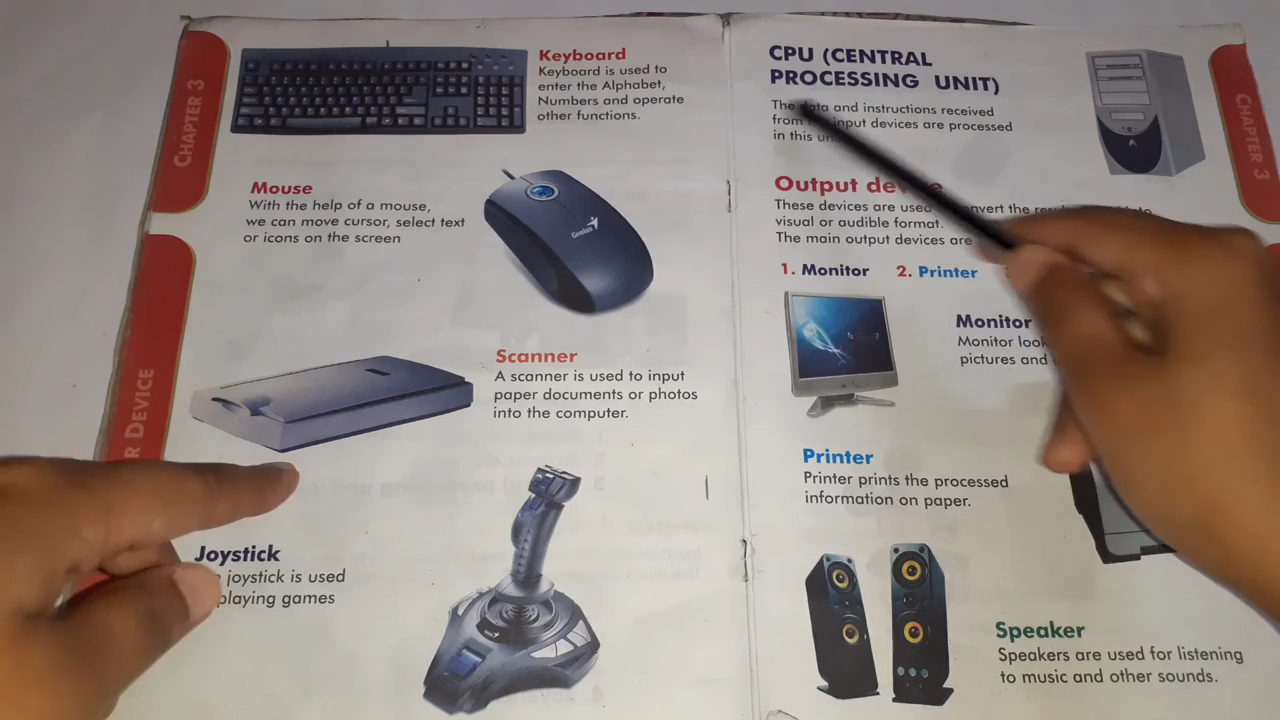 CHAPTER 3
R DEVICE
Keyboard
Keyboard is used to
enter the Alphabet,
Numbers and operate
other functions.
Mouse
With the help of a mouse,
we can move cursor, select text
or icons on the screen
Genius
Scanner
A scanner is used to input
paper documents or photos
into the computer.
Joystick
joystick is used
playing games
CPU (CENTRAL
PROCESSING UNIT)
The data and instructions received
from input devices are processed
in this
Output
These devices are used convert the
visual or audible format.
The main output devices are
1. Monitor 2. Printer
Monitor
Monitor
pictures and
Printer
Printer prints the processed
information on paper.
Speaker
Speakers are used for listening
to music and other sounds.
CHAPTER 3